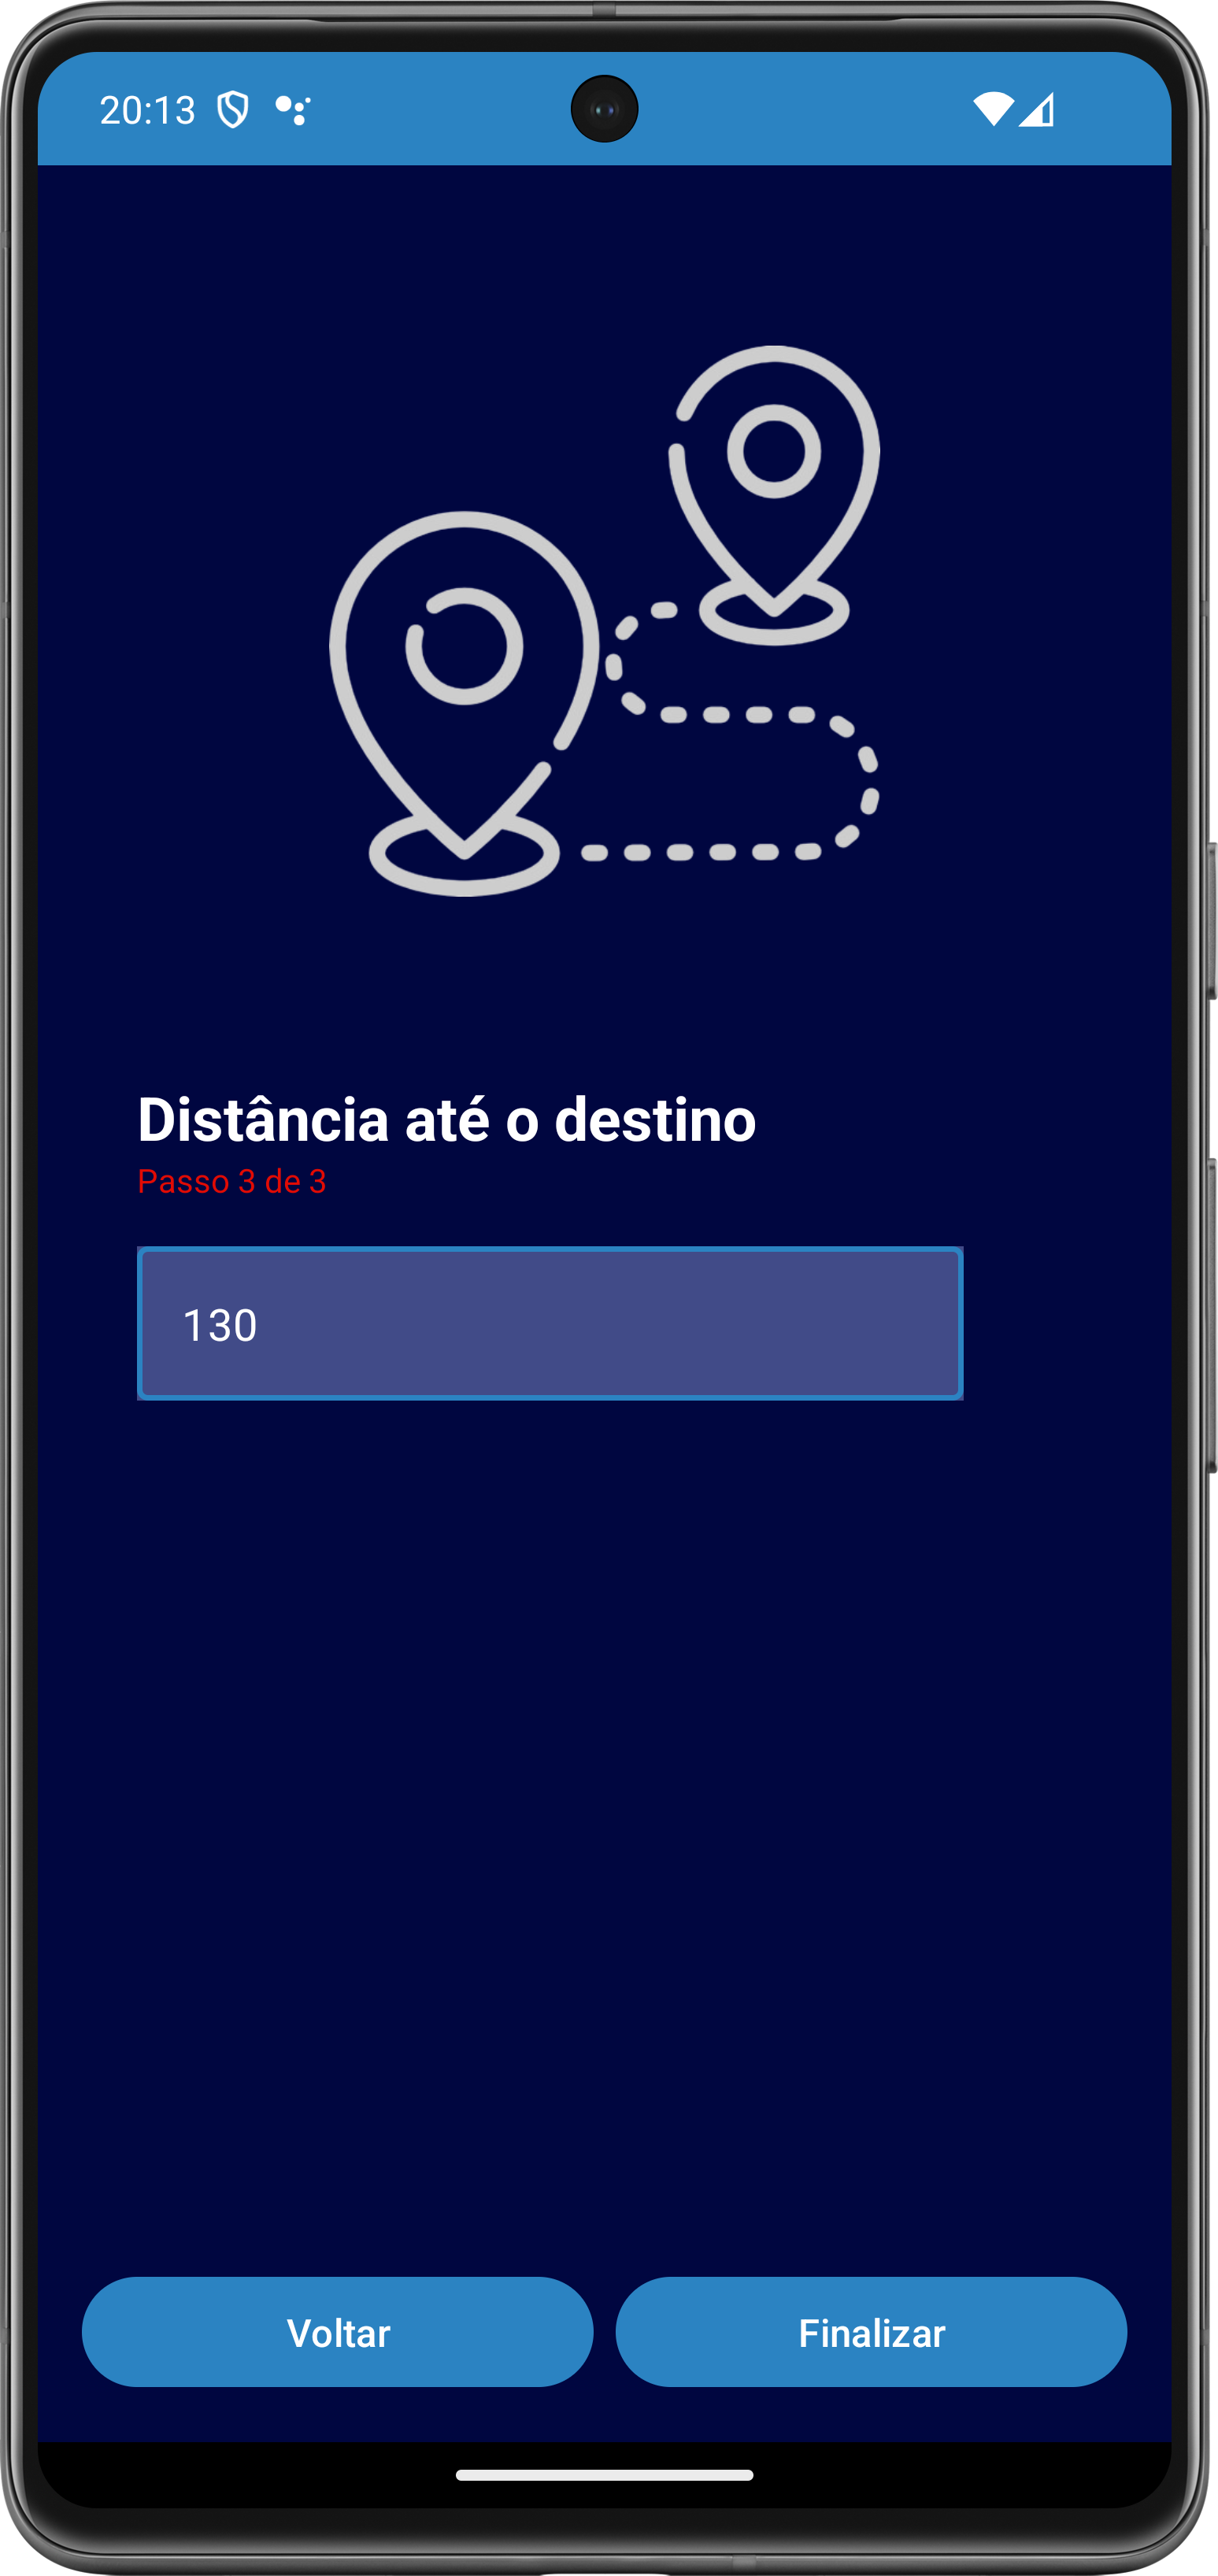 20:13
Distância até o destino
Passo 3 de 3
130
Voltar
Finalizar